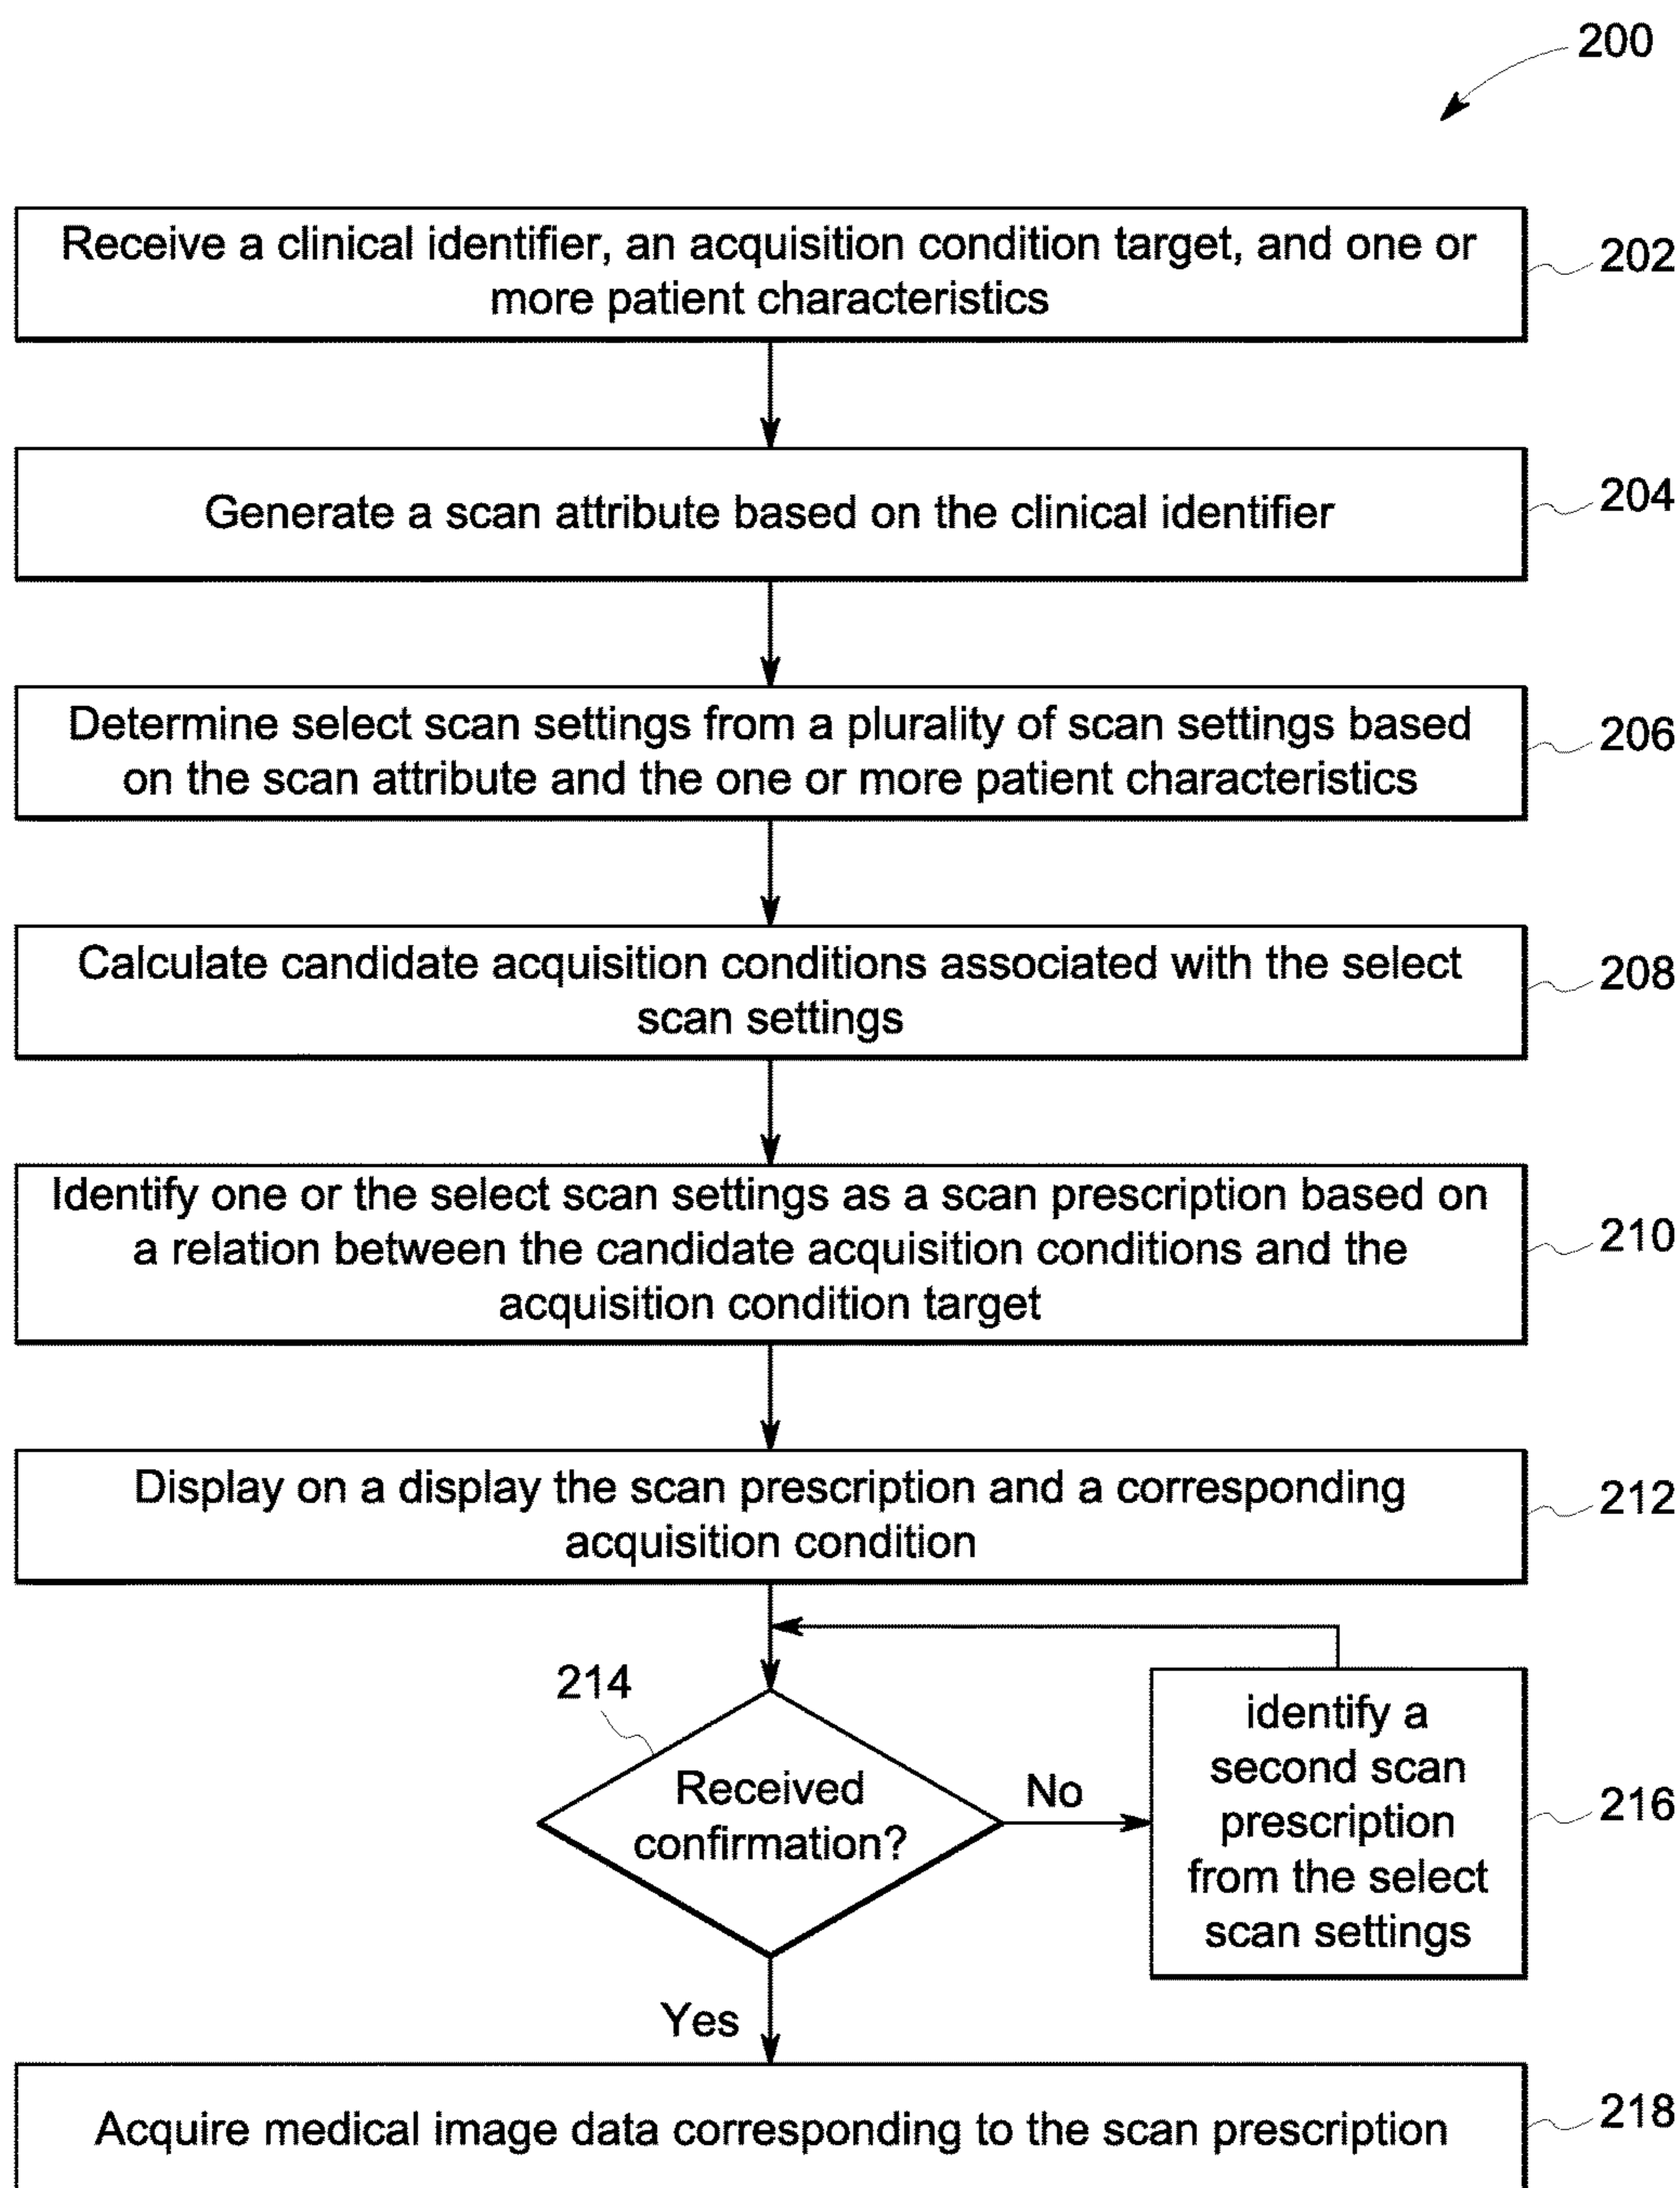 200
Receive a clinical identifier, an acquisition condition target, and one or
more patient characteristics
202
Generate a scan attribute based on the clinical identifier
204
Determine select scan settings from a plurality of scan settings based
on the scan attribute and the one or more patient characteristics
206
Calculate candidate acquisition conditions associated with the select
scan settings
208
Identify one or the select scan settings as a scan prescription based on
a relation between the candidate acquisition conditions and the
acquisition condition target
210
Display on a display the scan prescription and a corresponding
acquisition condition
212
214
Received
confirmation?
No
identify a
second scan
prescription
from the select
scan settings
216
Yes
Acquire medical image data corresponding to the scan prescription
218